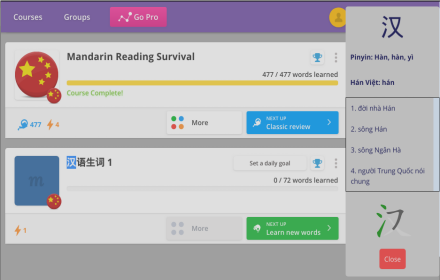 Courses
Groups
Go Pro
Mandarin Reading Survival
477 / 477 words learned
Course Complete!
477
4
More
NEXT UP
Classic review
m
汉语生词 1
Set a daily goal
0 / 72 words learned
1
More
NEXT UP
Learn new words
汉
Pinyin: Hàn, hàn, yì
Hán Việt: hán
1. đời nhà Hán
2. sông Hán
3. sông Ngân Hà
4. người Trung Quốc nói chung
汉
Close